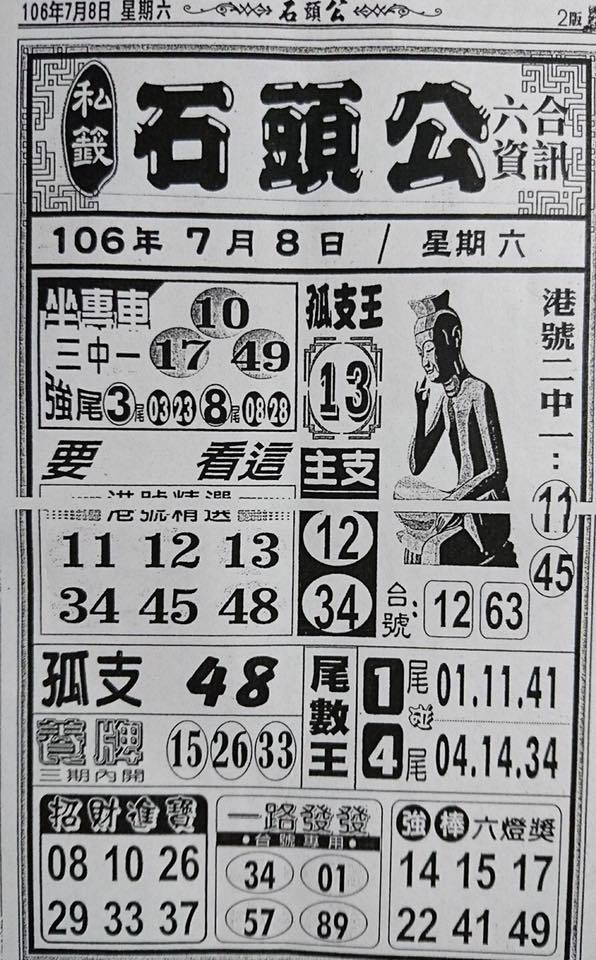 106年7月8日 星期六 石頭公 2版
私籤 石頭公 六合資訊
106年 7月8日 / 星期六
坐專車
10
三中一 17 49
強尾 3尾 03 23 8尾 08 28
孤支王
13
港號二中一：
11
45
要看這
港號精選
11 12 13
34 45 48
主支
12
34
台號： 12 63
孤支 48
養牌 15 26 33
三期內開
尾數王
1尾 01.11.41
碰
4尾 04.14.34
招財進寶
08 10 26
29 33 37
一路發發
台號專用
34 01
57 89
強棒六燈獎
14 15 17
22 41 49